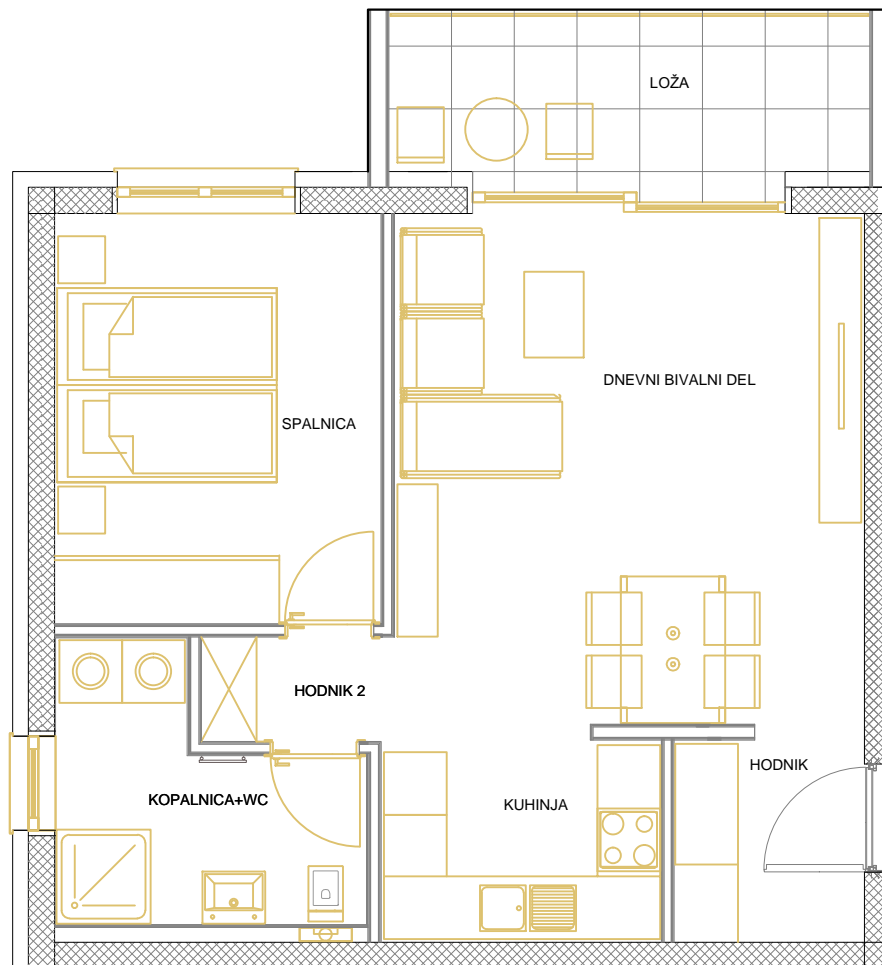 LOŽA
DNEVNI BIVALNI DEL
SPALNICA
HODNIK 2
HODNIK
KOPALNICA+WC
KUHINJA